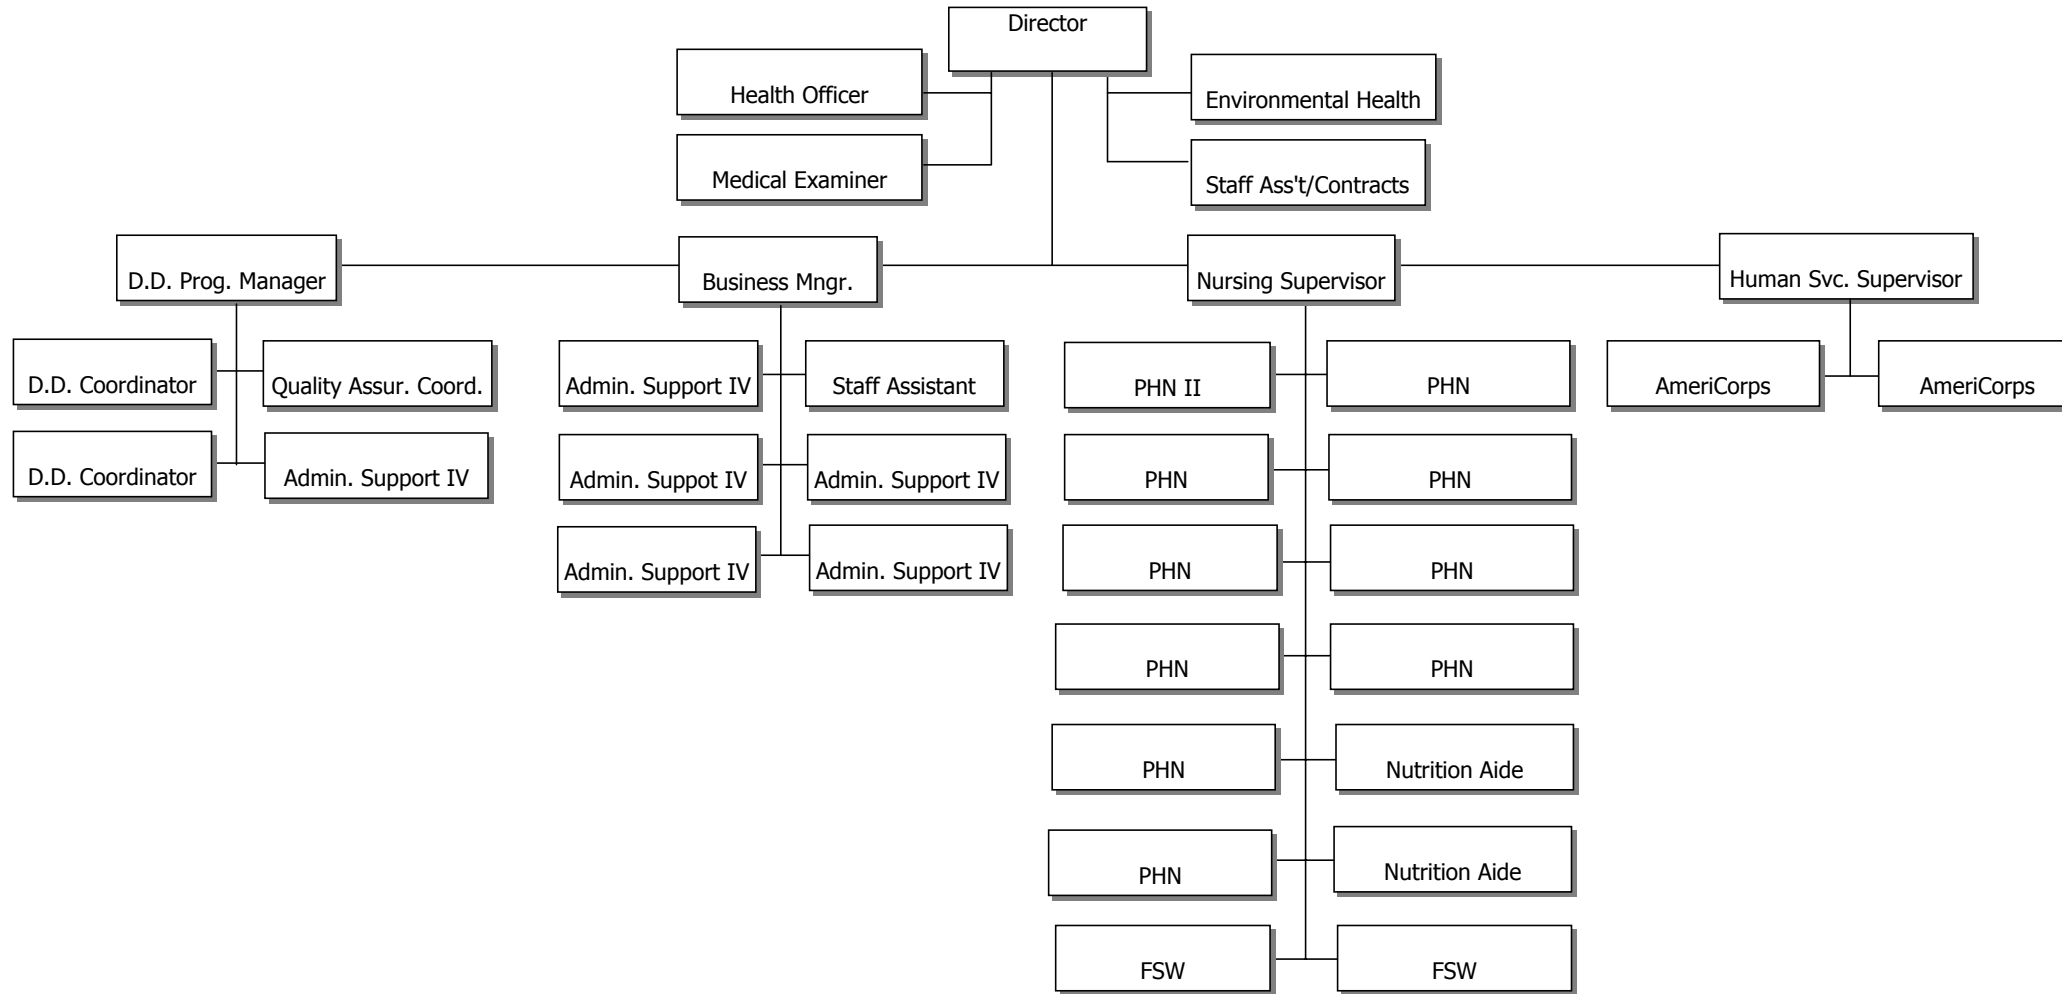 Director
Health Officer
Environmental Health
Medical Examiner
Staff Ass't/Contracts
D.D. Prog. Manager
Business Mngr.
Nursing Supervisor
Human Svc. Supervisor
D.D. Coordinator
Quality Assur. Coord.
Admin. Support IV
Staff Assistant
PHN II
PHN
AmeriCorps
AmeriCorps
D.D. Coordinator
Admin. Support IV
Admin. Suppot IV
Admin. Support IV
PHN
PHN
Admin. Support IV
Admin. Support IV
PHN
PHN
PHN
PHN
PHN
Nutrition Aide
PHN
Nutrition Aide
FSW
FSW